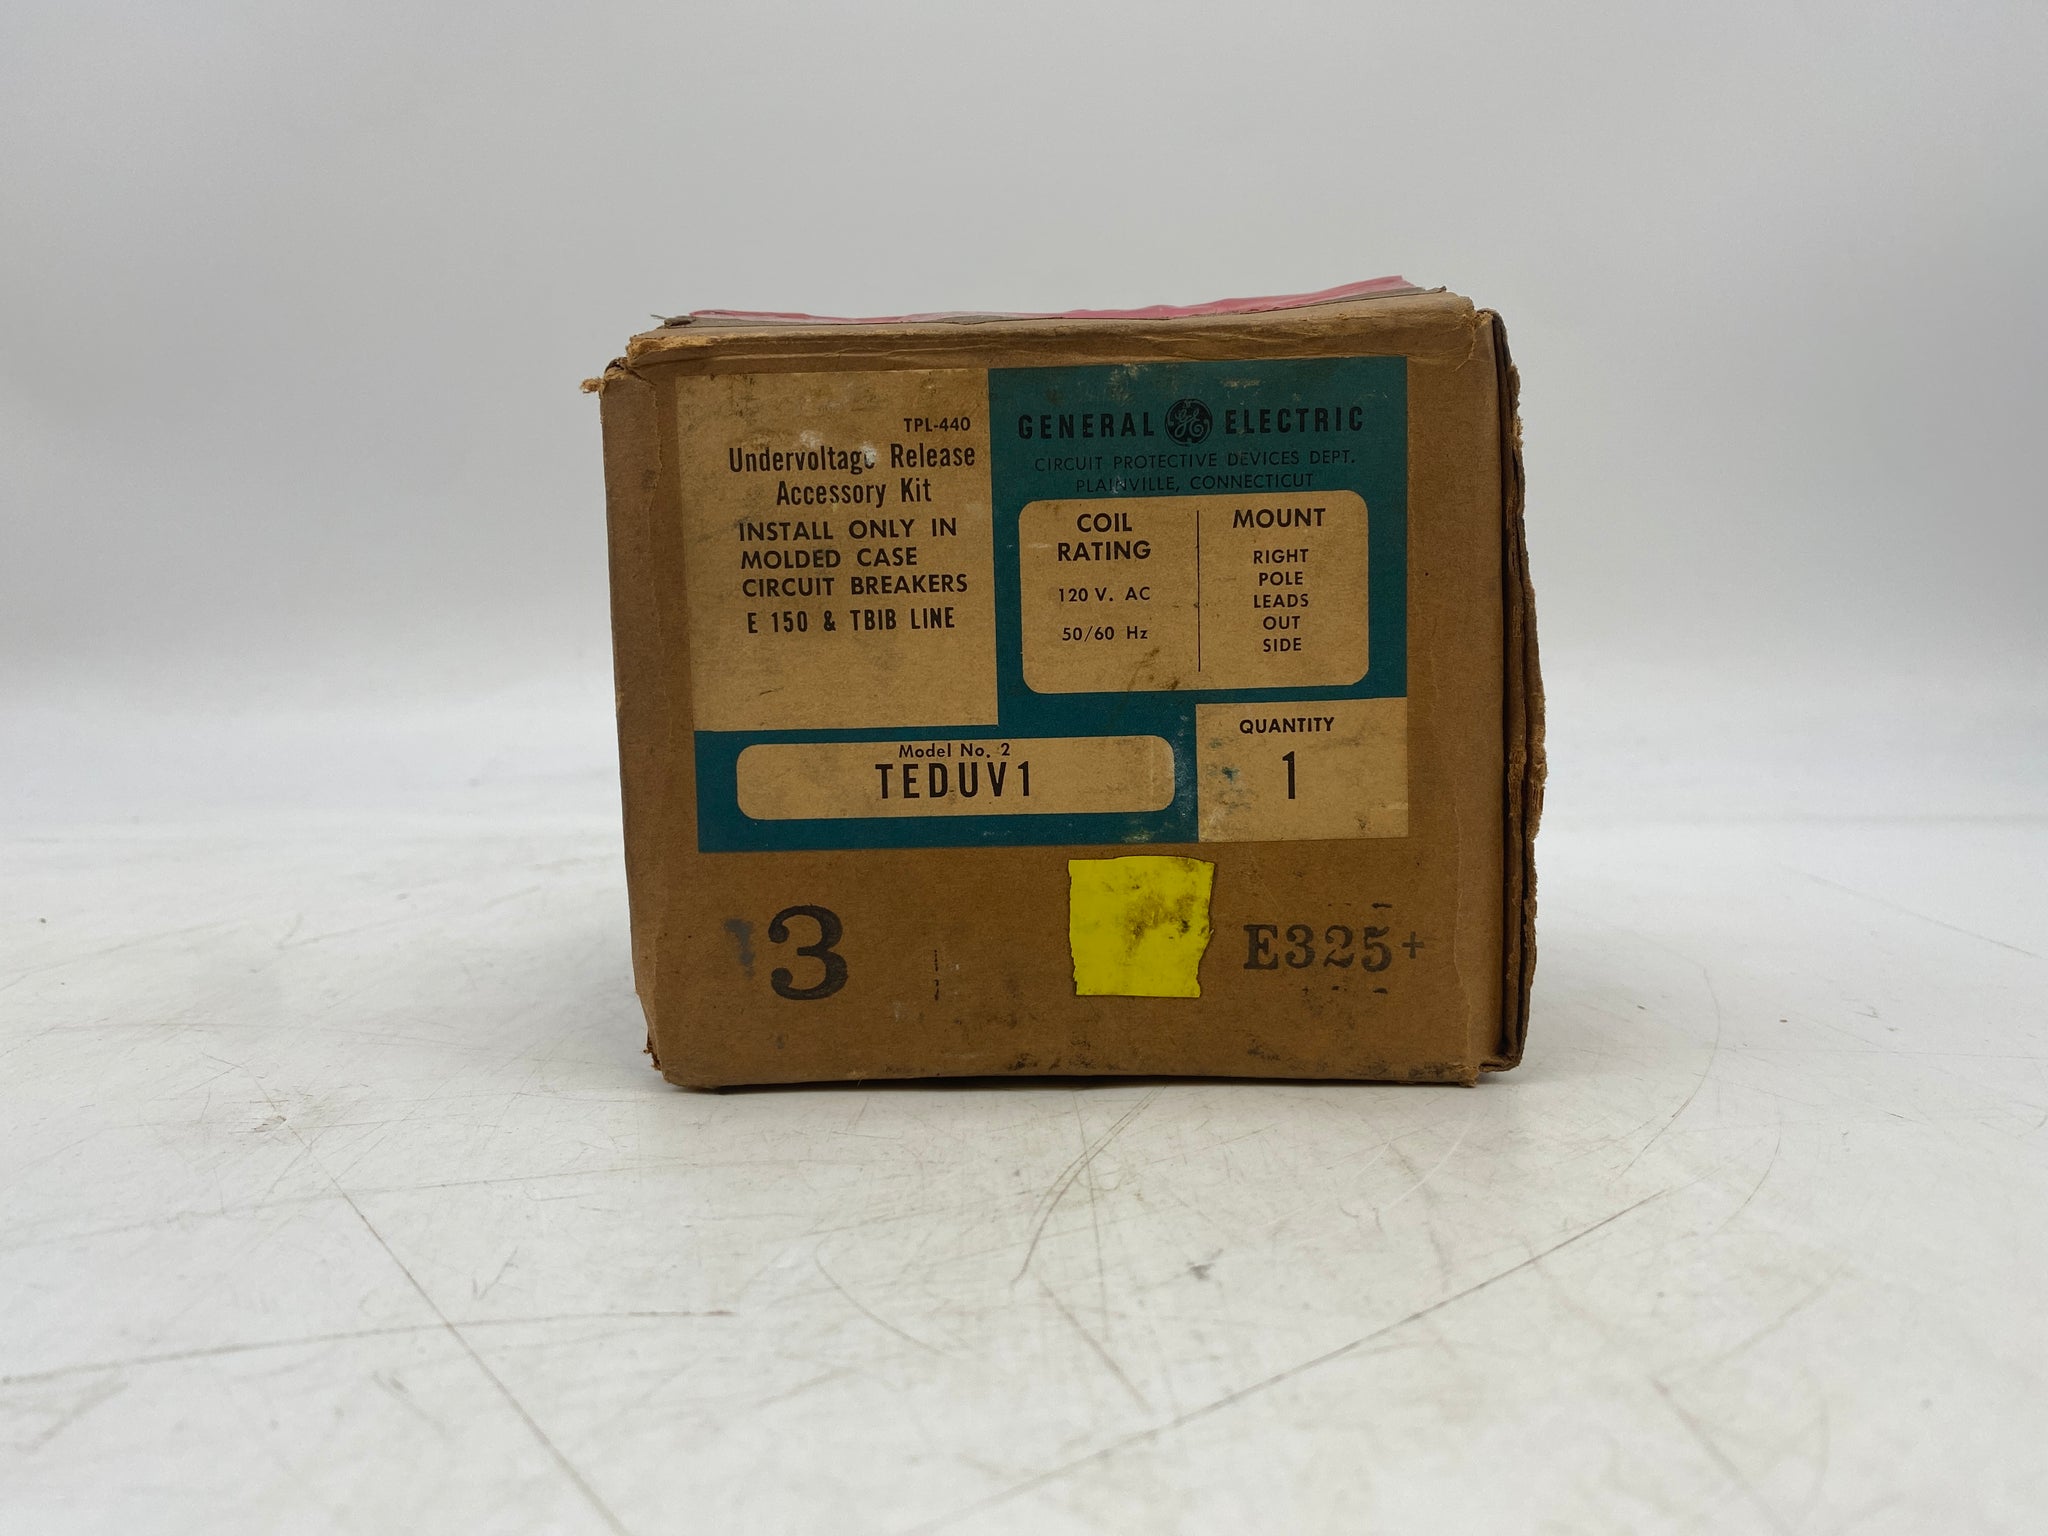 TPL-440
Undervoltage Release
Accessory Kit
INSTALL ONLY IN
MOLDED CASE
CIRCUIT BREAKERS
E 150 & TBIB LINE
GENERAL GE ELECTRIC
CIRCUIT PROTECTIVE DEVICES DEPT.
PLAINVILLE, CONNECTICUT
COIL
RATING
120 V. AC
50/60 Hz
MOUNT
RIGHT
POLE
LEADS
OUT
SIDE
Model No. 2
TEDUV1
QUANTITY
1
3
E325+